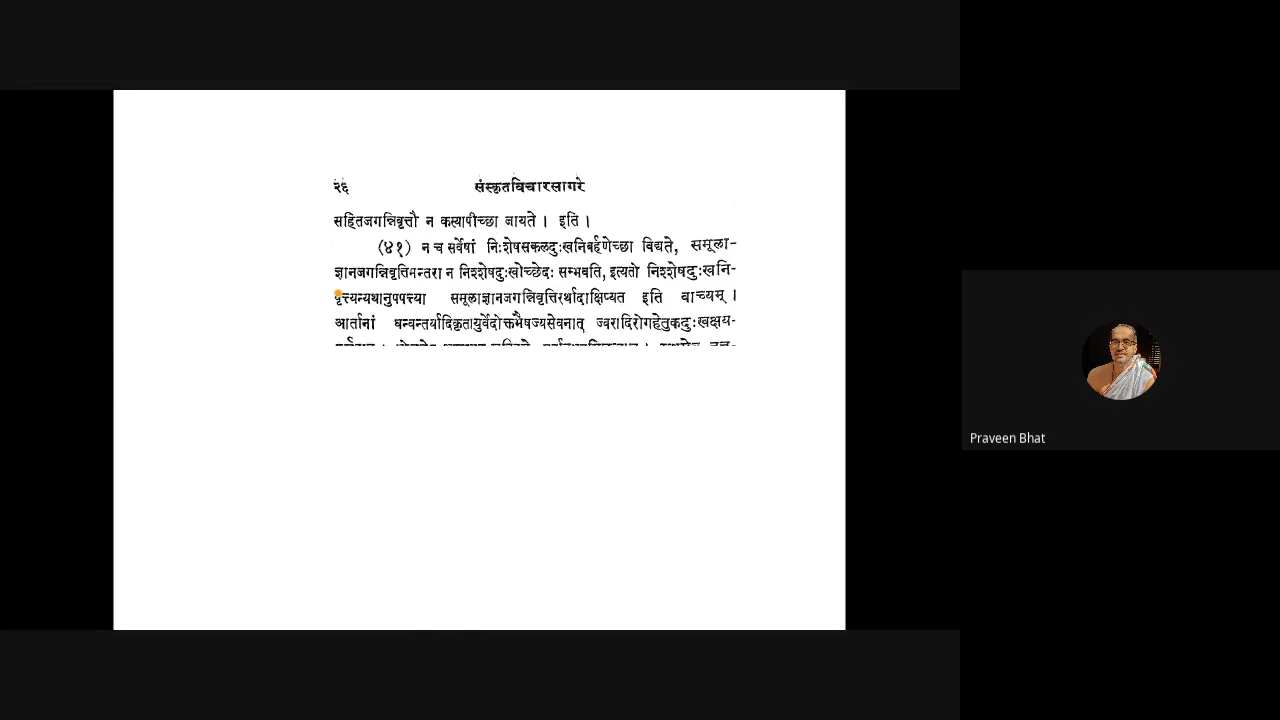 २६ संस्कृतविचारसागरे
सहितजगन्निवृत्तौ न कस्यापीच्छा जायते । इति ।
(४१) न च सर्वेषां निःशेषसकलदुःखनिबर्हणेच्छा विद्यते, समूला-
ज्ञानजगन्निवृत्तिमन्तरा न निश्शेषदुःखोच्छेदः सम्भवति, इत्यतो निश्शेषदुःखनि-
वृत्त्यन्यथानुपपत्त्या समूलाज्ञानजगन्निवृत्तिरर्थादाक्षिप्यत इति वाच्यम् ।
आर्तानां धन्वन्तर्यादिकृतायुर्वेदोक्तभैषज्यसेवनात् ज्वरादिरोगहेतुकदुःखक्षय-
Praveen Bhat